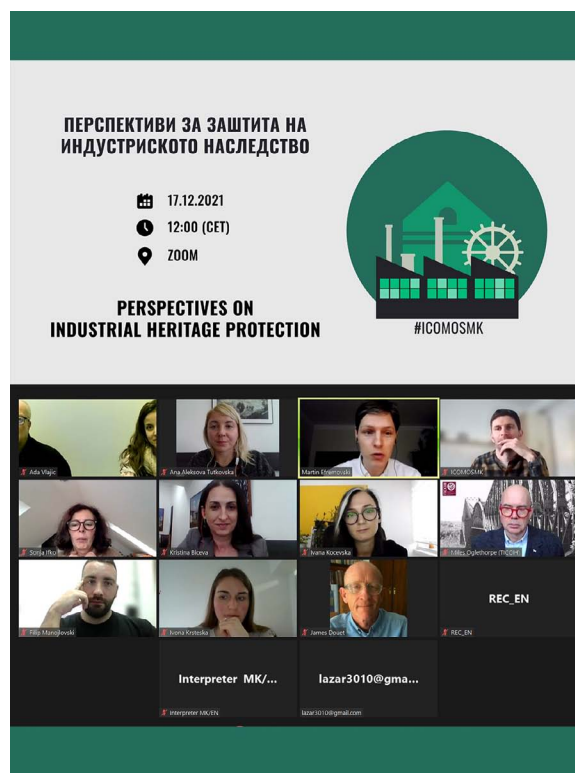 ПЕРСПЕКТИВИ ЗА ЗАШТИТА НА
ИНДУСТРИСКОТО НАСЛЕДСТВО
17.12.2021
12:00 (CET)
ZOOM
PERSPECTIVES ON
INDUSTRIAL HERITAGE PROTECTION
#ICOMOSMK
Ada Vlajic
Ana Aleksova Tutkovska
Martin Efremovski
ICOMOSMK
Sonja Ifko
Kristina Biceva
Ivana Kocevska
Miles Oglethorpe (TICCIH)
Filip Manojlovski
Ivona Krsteska
James Douet
REC_EN
REC_EN
Interpreter MK/...
lazar3010@gma...
Interpreter MK/EN
lazar3010@gmail.com